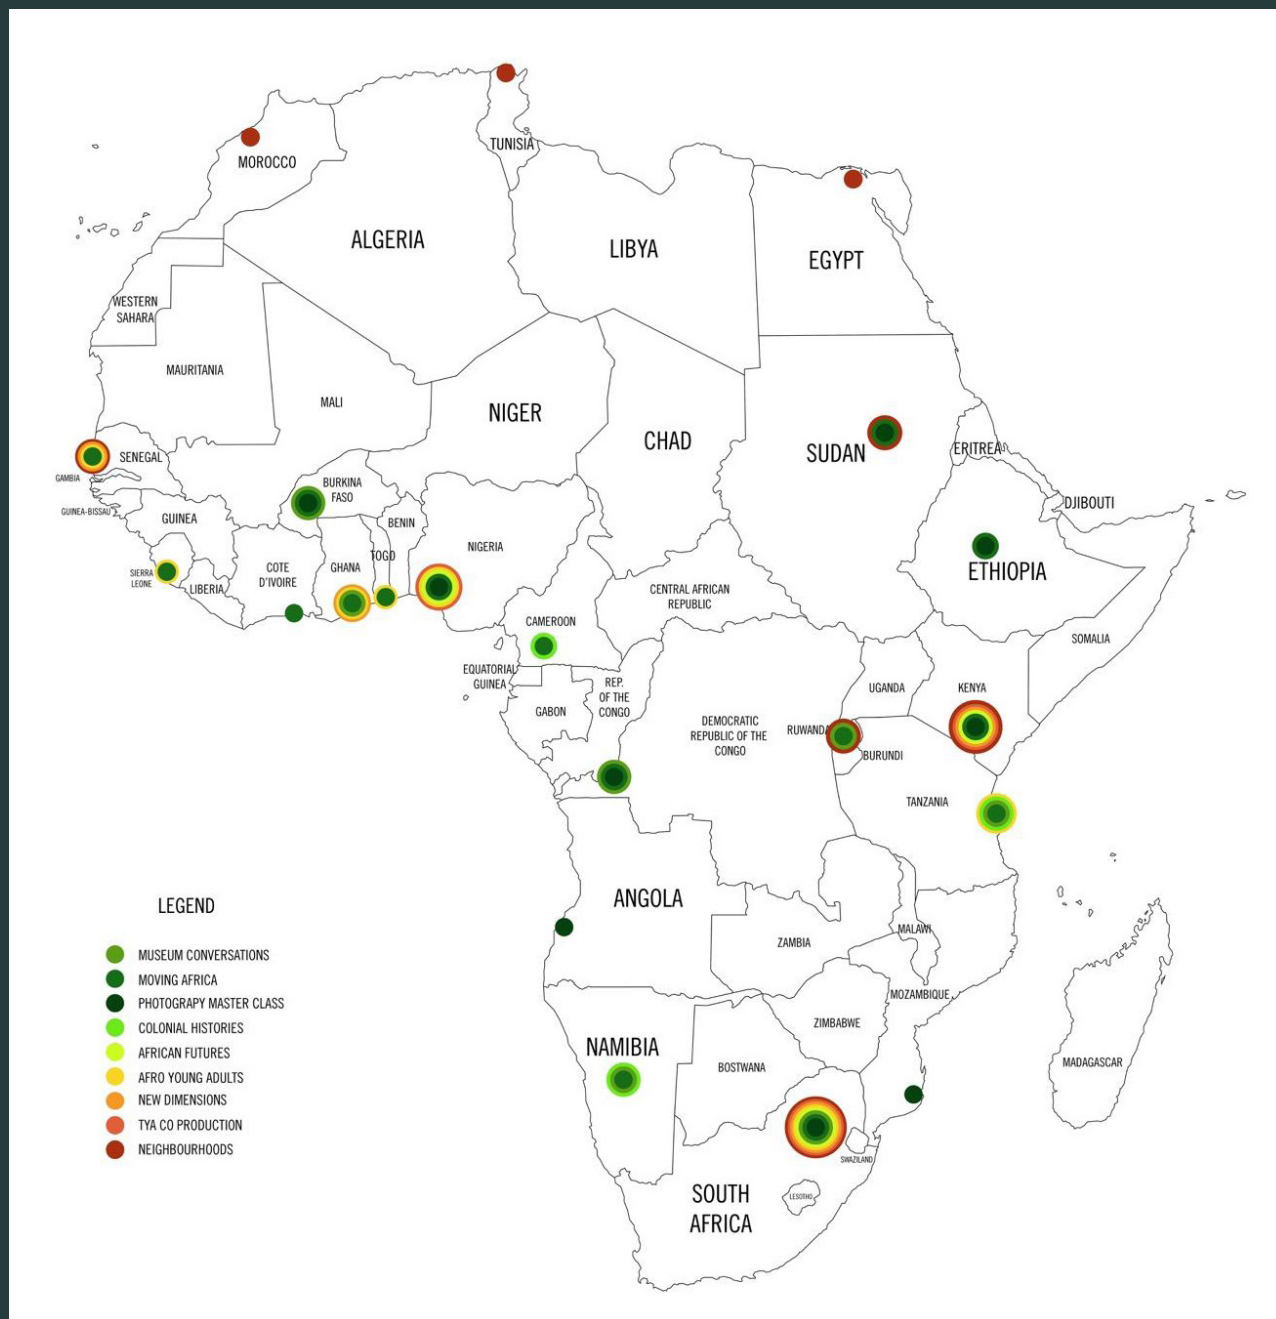 TUNISIA
MOROCCO
ALGERIA
LIBYA
EGYPT
WESTERN
SAHARA
MAURITANIA
MALI
NIGER
CHAD
SUDAN
ERITREA
SENEGAL
GAMBIA
BURKINA
FASO
DJIBOUTI
GUINEA-BISSAU
GUINEA
BENIN
NIGERIA
TOGO
COTE
D'IVOIRE
GHANA
SIERRA
LEONE
LIBERIA
ETHIOPIA
CENTRAL AFRICAN
REPUBLIC
CAMEROON
SOMALIA
EQUATORIAL
GUINEA
REP.
OF THE
CONGO
GABON
UGANDA
KENYA
DEMOCRATIC
REPUBLIC OF THE
CONGO
RUWANDA
BURUNDI
TANZANIA
ANGOLA
ZAMBIA
MALAWI
MOZAMBIQUE
ZIMBABWE
NAMIBIA
BOSTWANA
MADAGASCAR
SWAZILAND
LESOTHO
SOUTH
AFRICA
LEGEND
MUSEUM CONVERSATIONS
MOVING AFRICA
PHOTOGRAPY MASTER CLASS
COLONIAL HISTORIES
AFRICAN FUTURES
AFRO YOUNG ADULTS
NEW DIMENSIONS
TYA CO PRODUCTION
NEIGHBOURHOODS